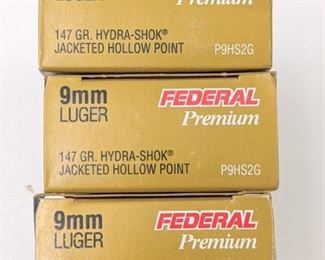 Premium
147 GR. HYDRA-SHOK®
JACKETED HOLLOW POINT P9HS2G
9mm FEDERAL
LUGER Premium
147 GR. HYDRA-SHOK®
JACKETED HOLLOW POINT P9HS2G
9mm FEDERAL
LUGER Premium